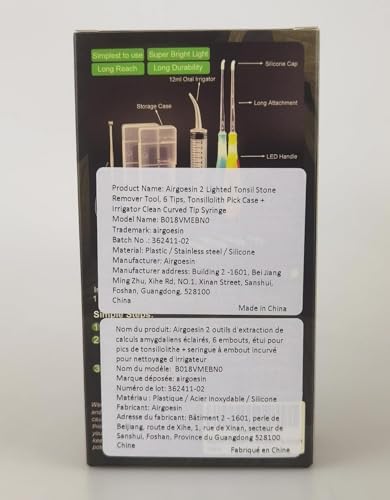 Simplest to use
Super Bright Light
Long Reach
Long Durability
Silicone Cap
12ml Oral Irrigator
Storage Case
Long Attachment
LED Handle
Product Name: Airgoesin 2 Lighted Tonsil Stone
Remover Tool, 6 Tips, Tonsillolith Pick Case +
Irrigator Clean Curved Tip Syringe
Name of Model: B018VMEBN0
Trademark: airgoesin
Batch No .: 362411-02
Material: Plastic / Stainless steel / Silicone
Manufacturer: Airgoesin
Manufacturer address: Building 2 -1601, Bei Jiang
Ming Zhu, Xihe Rd, NO.1, Xinan Street, Sanshui,
Foshan, Guangdong, 528100
China
Made in China
Simple Steps:
Nom du produit: Airgoesin 2 outils d'extraction de
calculs amygdaliens éclairés, 6 embouts, étui pour
pics de tonsillolithe + seringue à embout incurvé
pour nettoyage d'irrigateur
Nom du modèle: B018VMEBN0
Marque déposée: airgoesin
Numéro de lot: 362411-02
Matériau : Plastique / Acier Inoxydable / Silicone
Fabricant: Airgoesin
Adresse du fabricant: Bâtiment 2 - 1601, perle de
Beijiang, route de Xihe, 1, rue de Xinan, secteur de
Sanshui, Foshan, Province du Guangdong 528100
Chine
Fabriqué en Chine